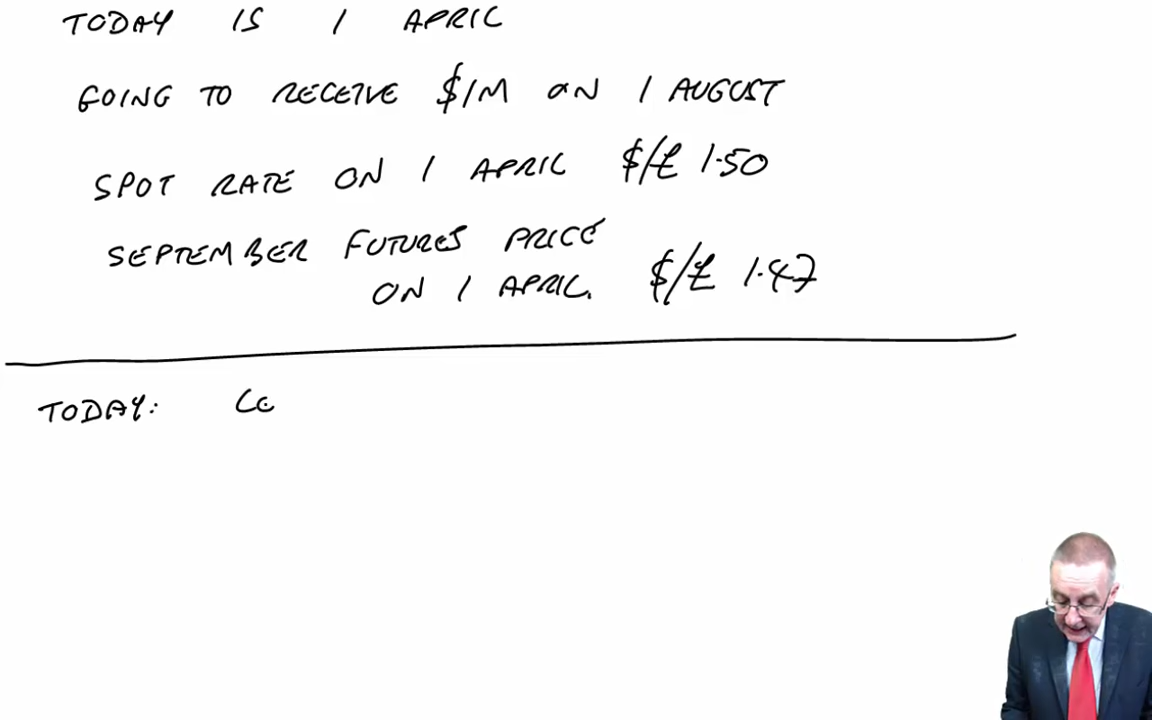 TODAY IS 1 APRIL
GOING TO RECEIVE $1M ON 1 AUGUST
SPOT RATE ON 1 APRIL $/£ 1.50
SEPTEMBER FUTURES PRICE
ON 1 APRIL. $/£ 1.47
TODAY: Co